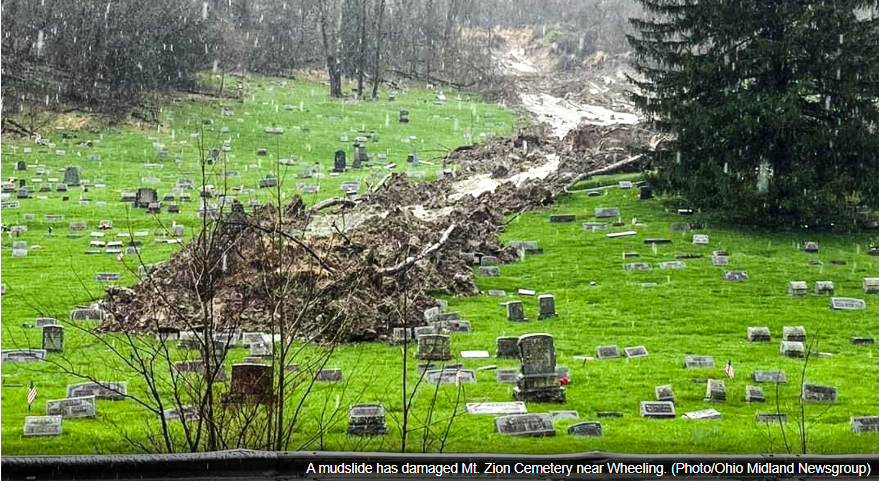 A mudslide has damaged Mt. Zion Cemetery near Wheeling. (Photo/Ohio Midland Newsgroup)